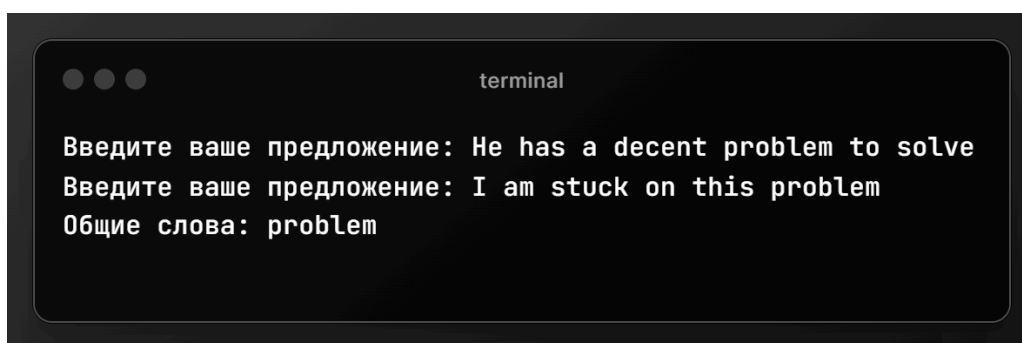 terminal
Введите ваше предложение: He has a decent problem to solve
Введите ваше предложение: I am stuck on this problem
Общие слова: problem